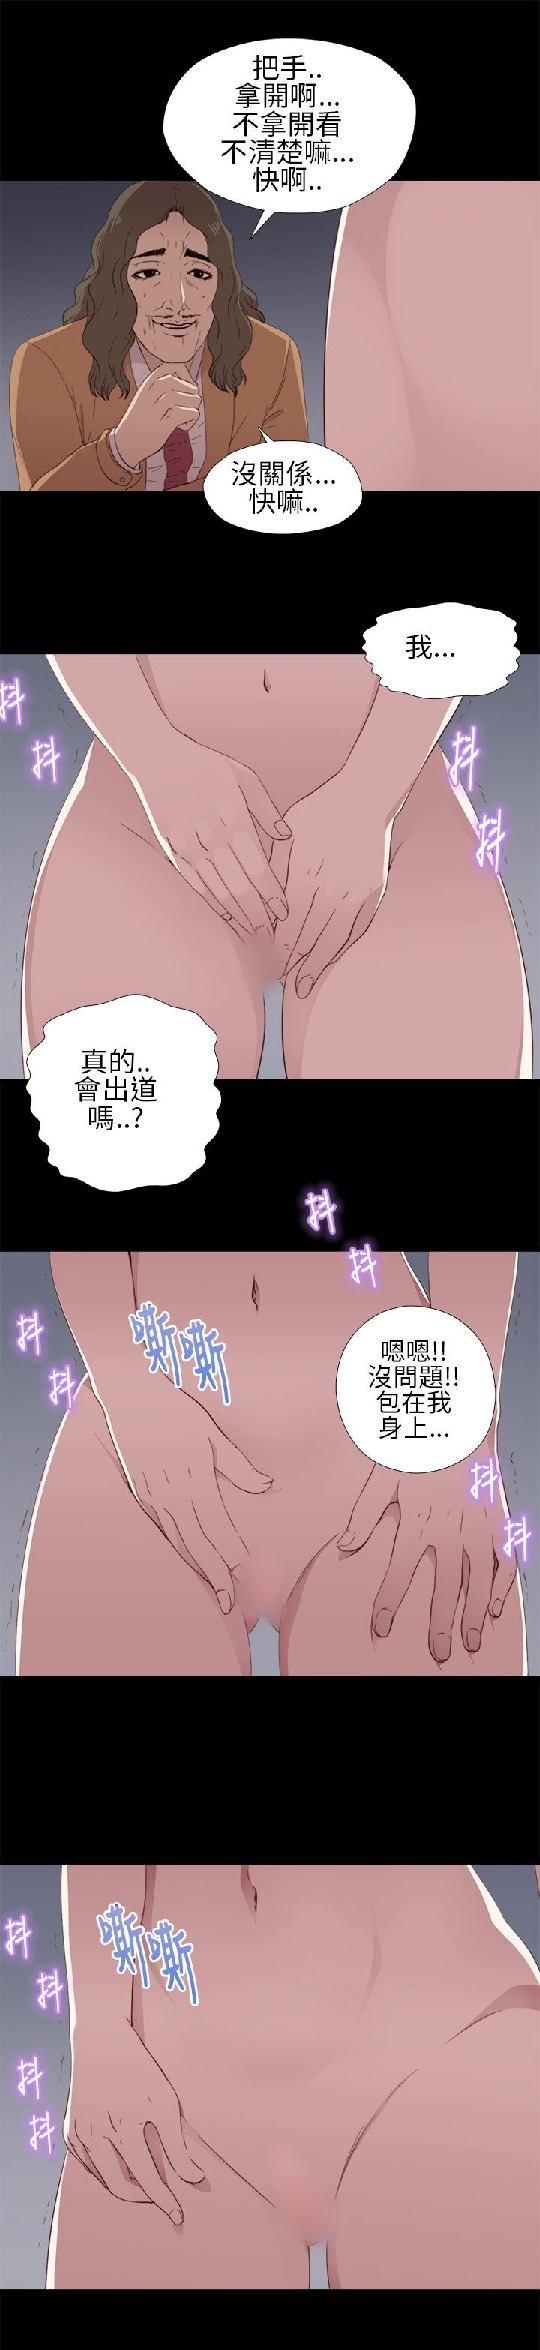 把手..
拿開啊...
不拿開看
不清楚嘛...
快啊..
沒關係...
快嘛..
我...
抖
抖
抖
抖
真的..
會出道
嗎..?
抖
抖
抖
抖
嘶
嘶
嗯嗯!!
沒問題!!
包在我
身上...
抖
抖
嘶
嘶
抖
抖
抖
抖